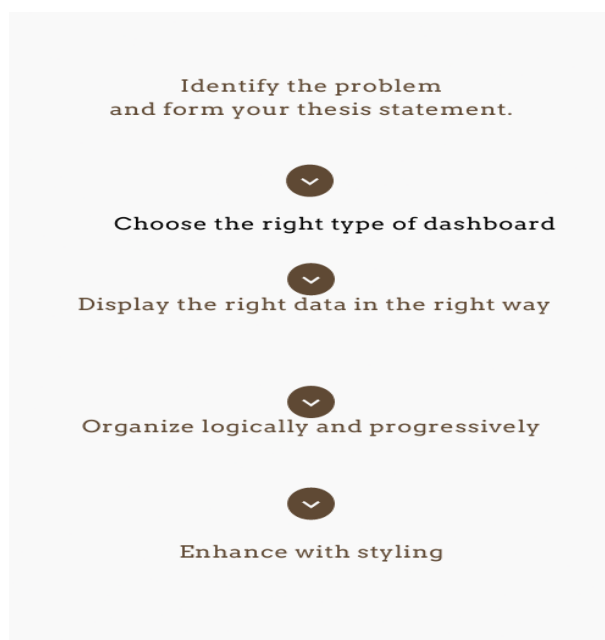 Identify the problem
and form your thesis statement.
Choose the right type of dashboard
Display the right data in the right way
Organize logically and progressively
Enhance with styling